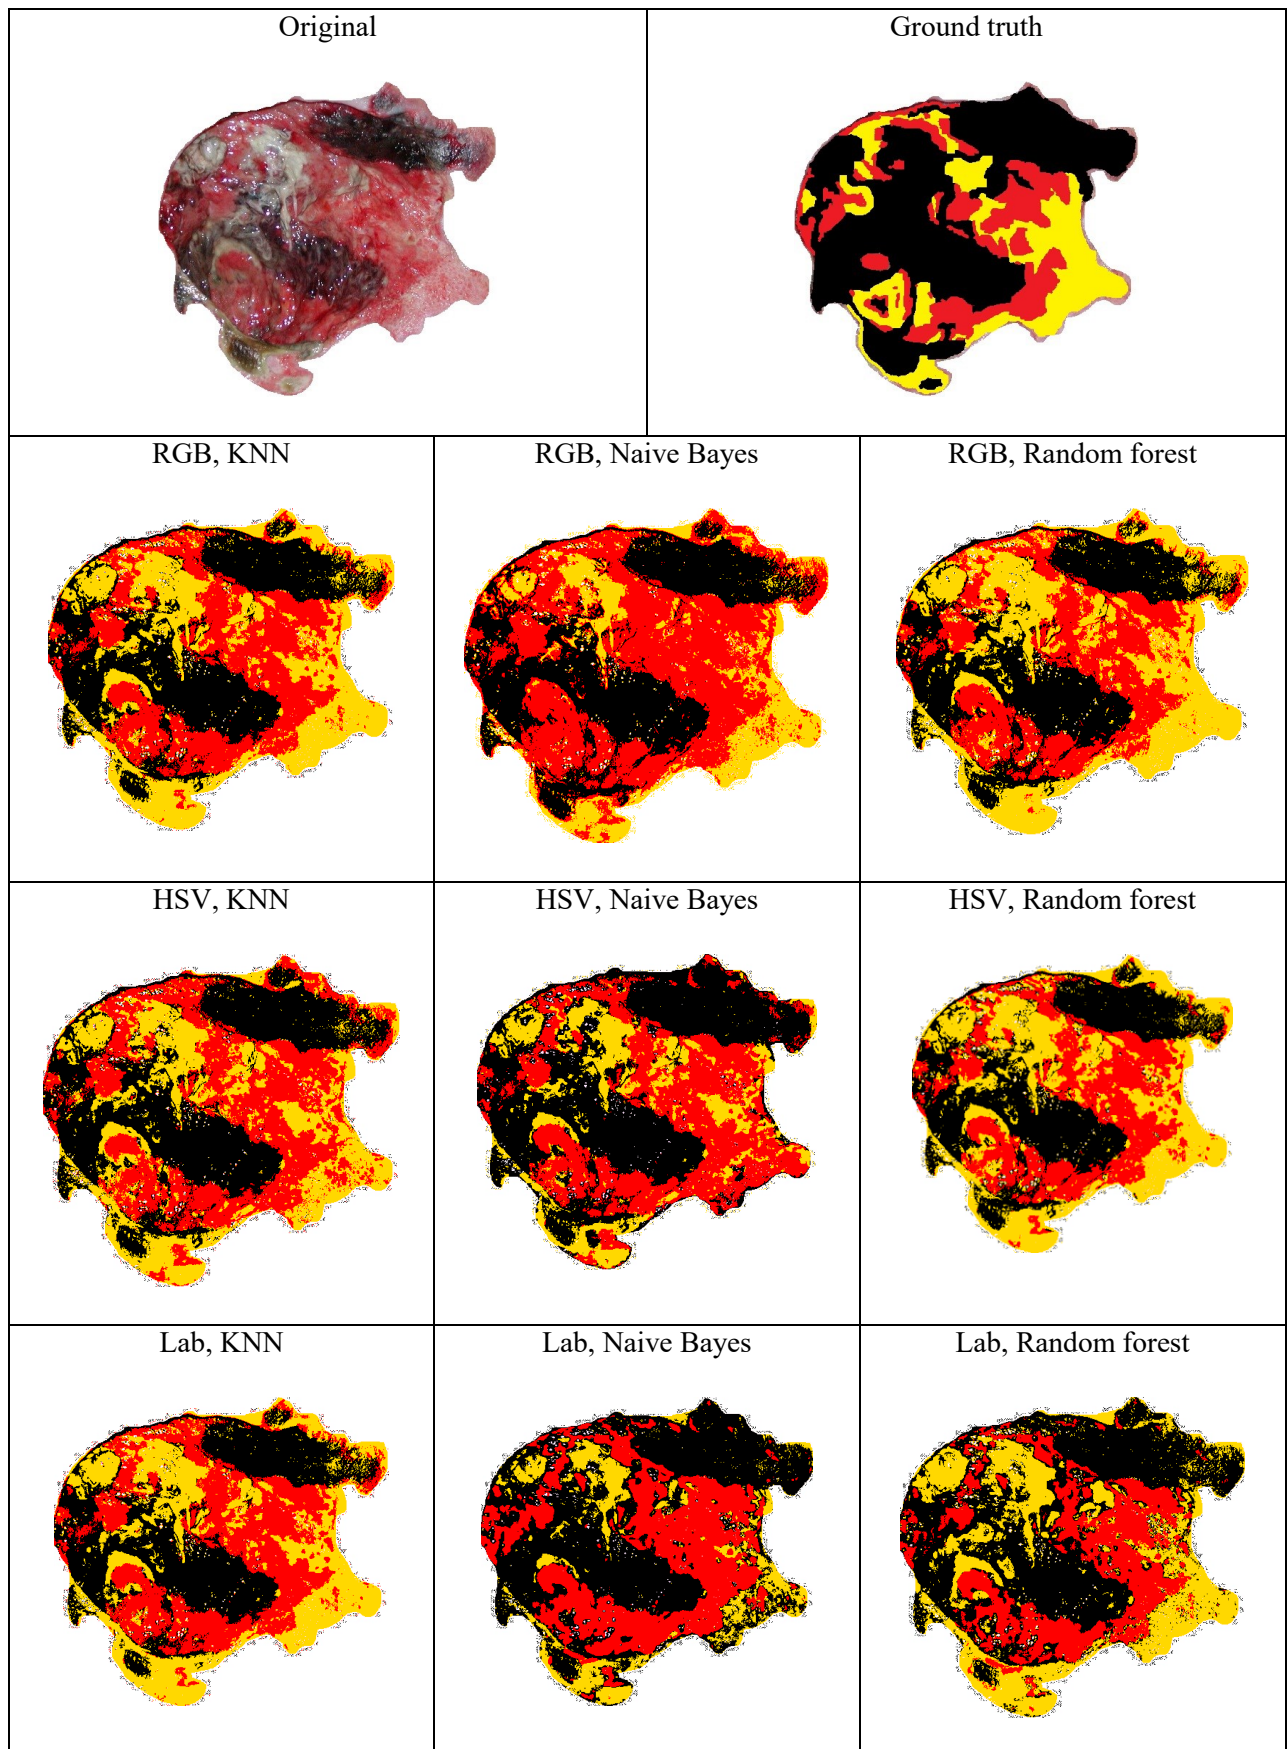 Original
Ground truth
RGB, KNN
RGB, Naive Bayes
RGB, Random forest
HSV, KNN
HSV, Naive Bayes
HSV, Random forest
Lab, KNN
Lab, Naive Bayes
Lab, Random forest